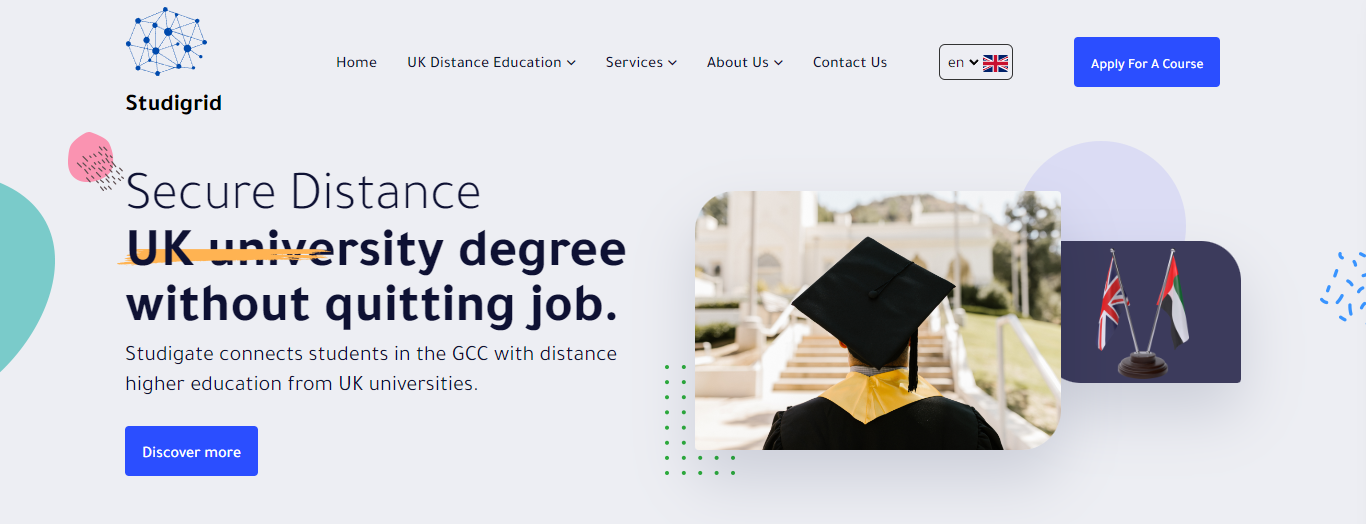 Studigrid
Home
UK Distance Education
Services
About Us
Contact Us
en
Apply For A Course
Secure Distance
UK university degree
without quitting job.
Studigate connects students in the GCC with distance
higher education from UK universities.
Discover more